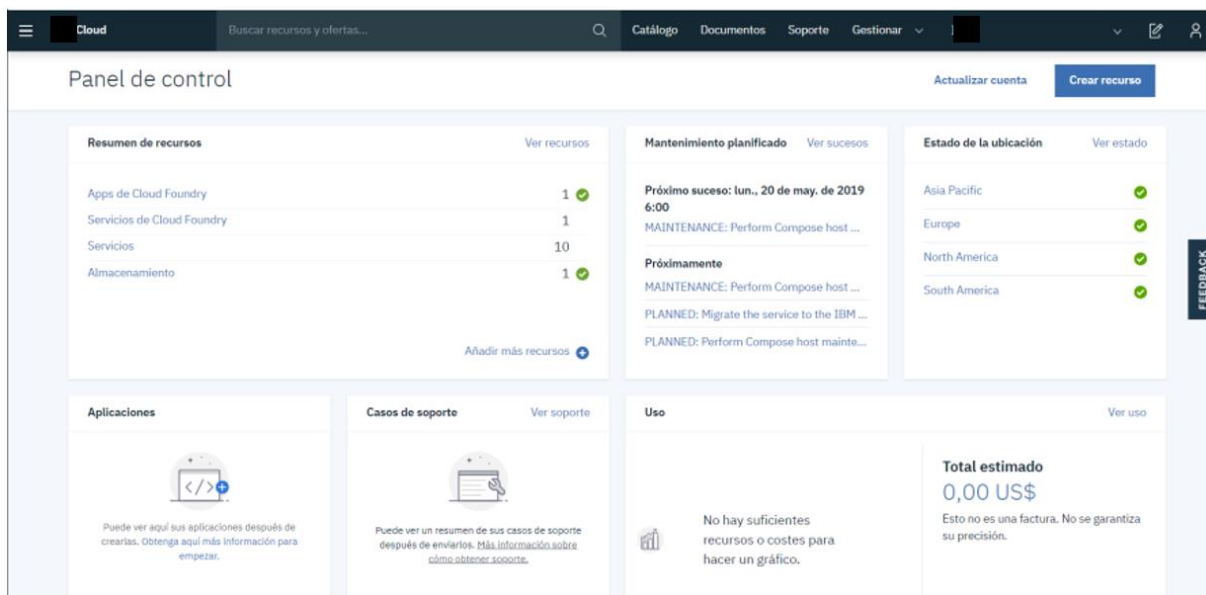 Cloud
Buscar recursos y ofertas...
Catálogo
Documentos
Soporte
Gestionar
Panel de control
Actualizar cuenta
Crear recurso
Resumen de recursos
Ver recursos
Apps de Cloud Foundry
1
Servicios de Cloud Foundry
1
Servicios
10
Almacenamiento
1
Añadir más recursos
Mantenimiento planificado
Ver sucesos
Próximo suceso: lun., 20 de may. de 2019
6:00
MAINTENANCE: Perform Compose host ...
Próximamente
MAINTENANCE: Perform Compose host ...
PLANNED: Migrate the service to the IBM ...
PLANNED: Perform Compose host mainte...
Estado de la ubicación
Ver estado
Asia Pacific
Europe
North America
South America
FEEDBACK
Aplicaciones
Puede ver aquí sus aplicaciones después de
crearlas. Obtenga aquí más información para
empezar.
Casos de soporte
Ver soporte
Puede ver un resumen de sus casos de soporte
después de enviarlos. Más información sobre
cómo obtener soporte.
Uso
Ver uso
No hay suficientes
recursos o costes para
hacer un gráfico.
Total estimado
0,00 US$
Esto no es una factura. No se garantiza
su precisión.